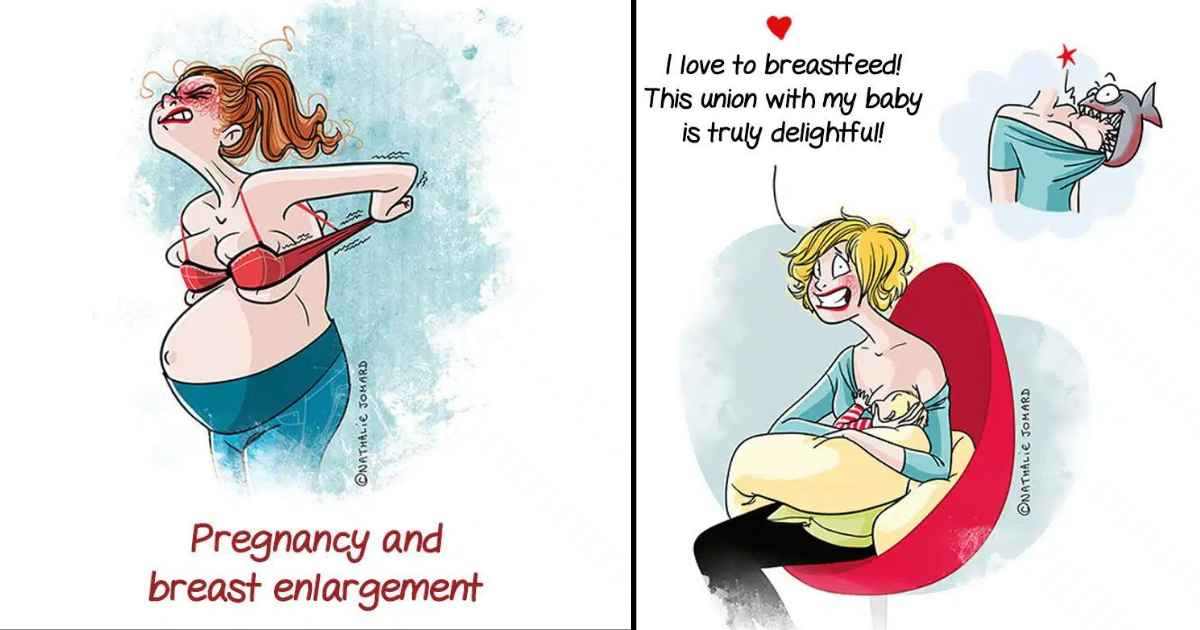 ©NATHALIE JOMARD
Pregnancy and
breast enlargement
I love to breastfeed!
This union with my baby
is truly delightful!
©NATHALIE JOMARD